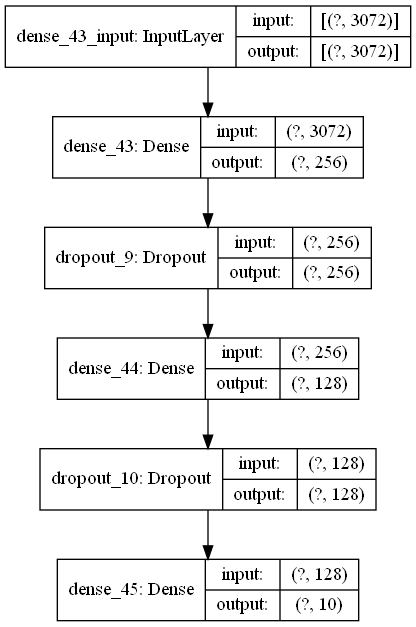 dense_43_input: InputLayer
input: [(?, 3072)]
output: [(?, 3072)]
dense_43: Dense
input: (?, 3072)
output: (?, 256)
dropout_9: Dropout
input: (?, 256)
output: (?, 256)
dense_44: Dense
input: (?, 256)
output: (?, 128)
dropout_10: Dropout
input: (?, 128)
output: (?, 128)
dense_45: Dense
input: (?, 128)
output: (?, 10)